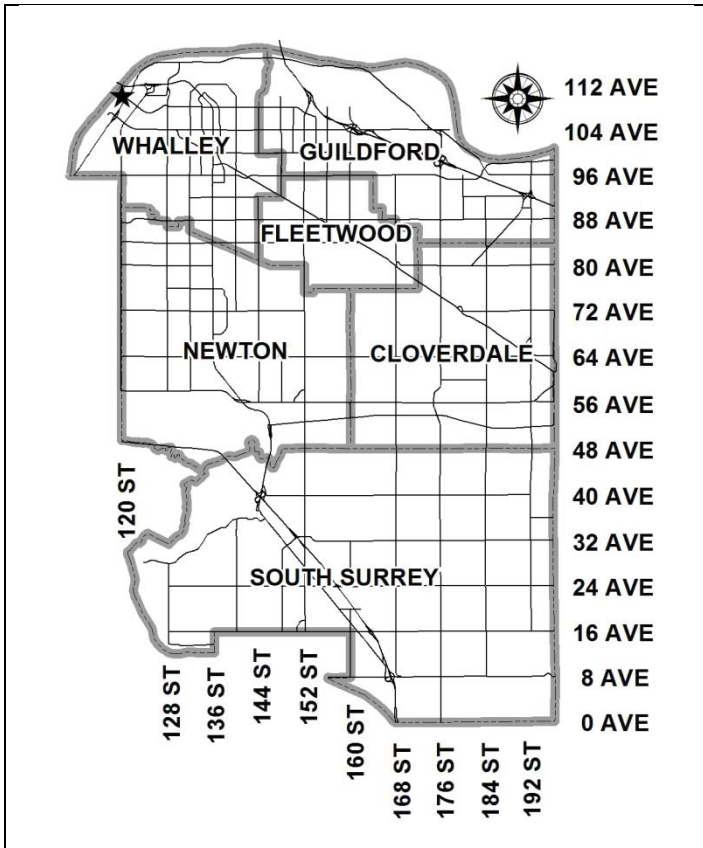 112 AVE
104 AVE
WHALLEY
GUILDFORD
96 AVE
88 AVE
FLEETWOOD
80 AVE
72 AVE
NEWTON
CLOVERDALE
64 AVE
56 AVE
48 AVE
120 ST
40 AVE
32 AVE
SOUTH SURREY
24 AVE
16 AVE
128 ST
136 ST
144 ST
152 ST
160 ST
8 AVE
0 AVE
168 ST
176 ST
184 ST
192 ST